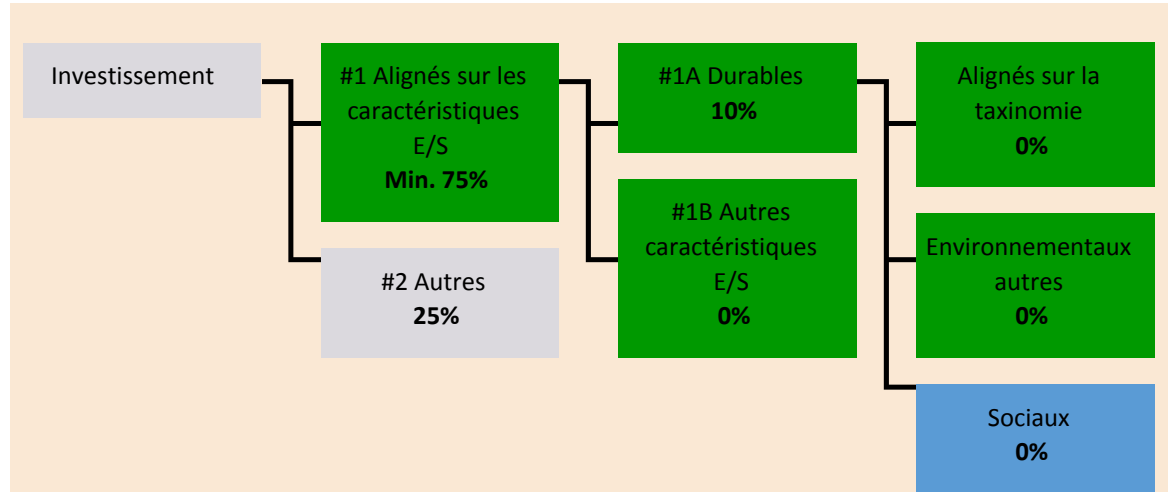 Investissement
#1 Alignés sur les
caractéristiques
E/S
Min. 75%
#2 Autres
25%
#1A Durables
10%
#1B Autres
caractéristiques
E/S
0%
Alignés sur la
taxinomie
0%
Environnementaux
autres
0%
Sociaux
0%